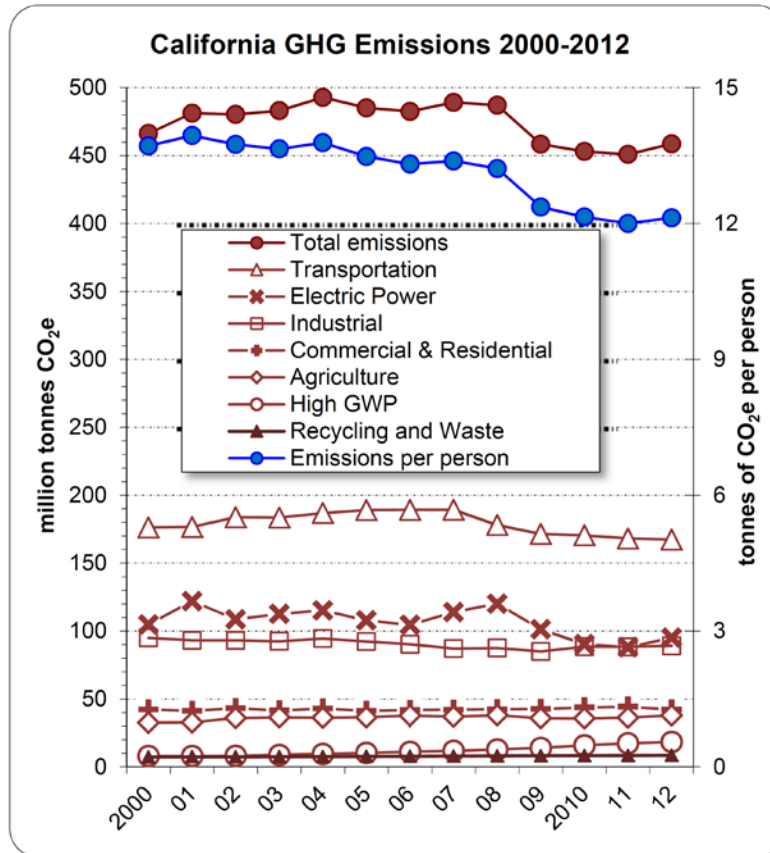 California GHG Emissions 2000-2012
million tonnes CO₂e
500
450
400
350
300
250
200
150
100
50
0
Total emissions
Transportation
Electric Power
Industrial
Commercial & Residential
Agriculture
High GWP
Recycling and Waste
Emissions per person
15
12
9
6
3
0
tonnes of CO₂e per person
2000 01 02 03 04 05 06 07 08 09 2010 11 12